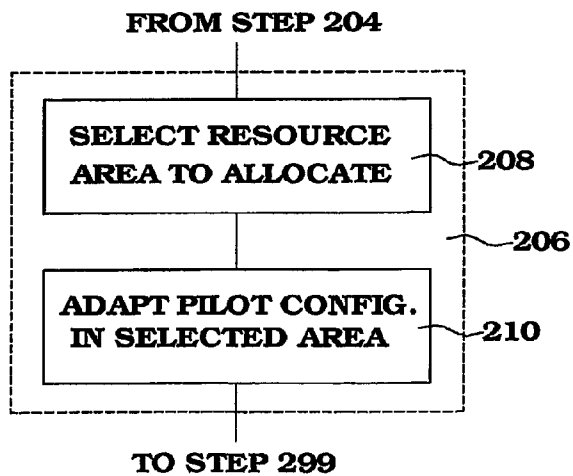 FROM STEP 204
SELECT RESOURCE
AREA TO ALLOCATE
208
206
ADAPT PILOT CONFIG.
IN SELECTED AREA
210
TO STEP 299